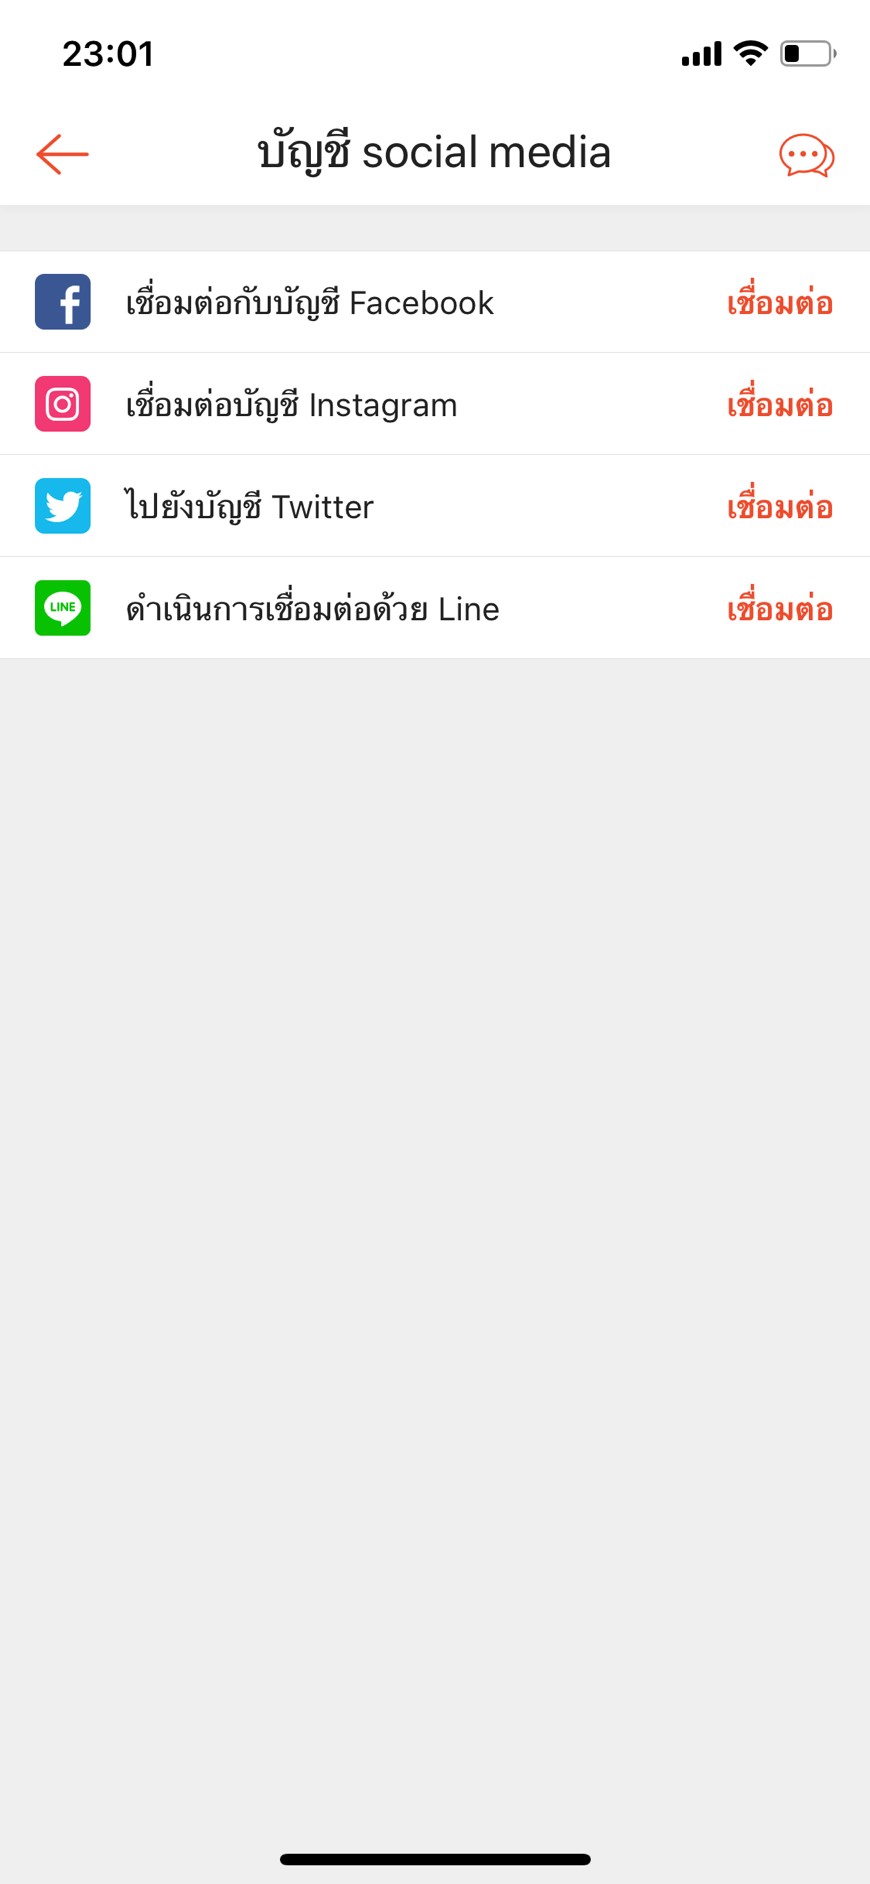 23:01
บัญชี social media
เชื่อมต่อกับบัญชี Facebook เชื่อมต่อ
เชื่อมต่อบัญชี Instagram เชื่อมต่อ
ไปยังบัญชี Twitter เชื่อมต่อ
LINE ดำเนินการเชื่อมต่อด้วย Line เชื่อมต่อ